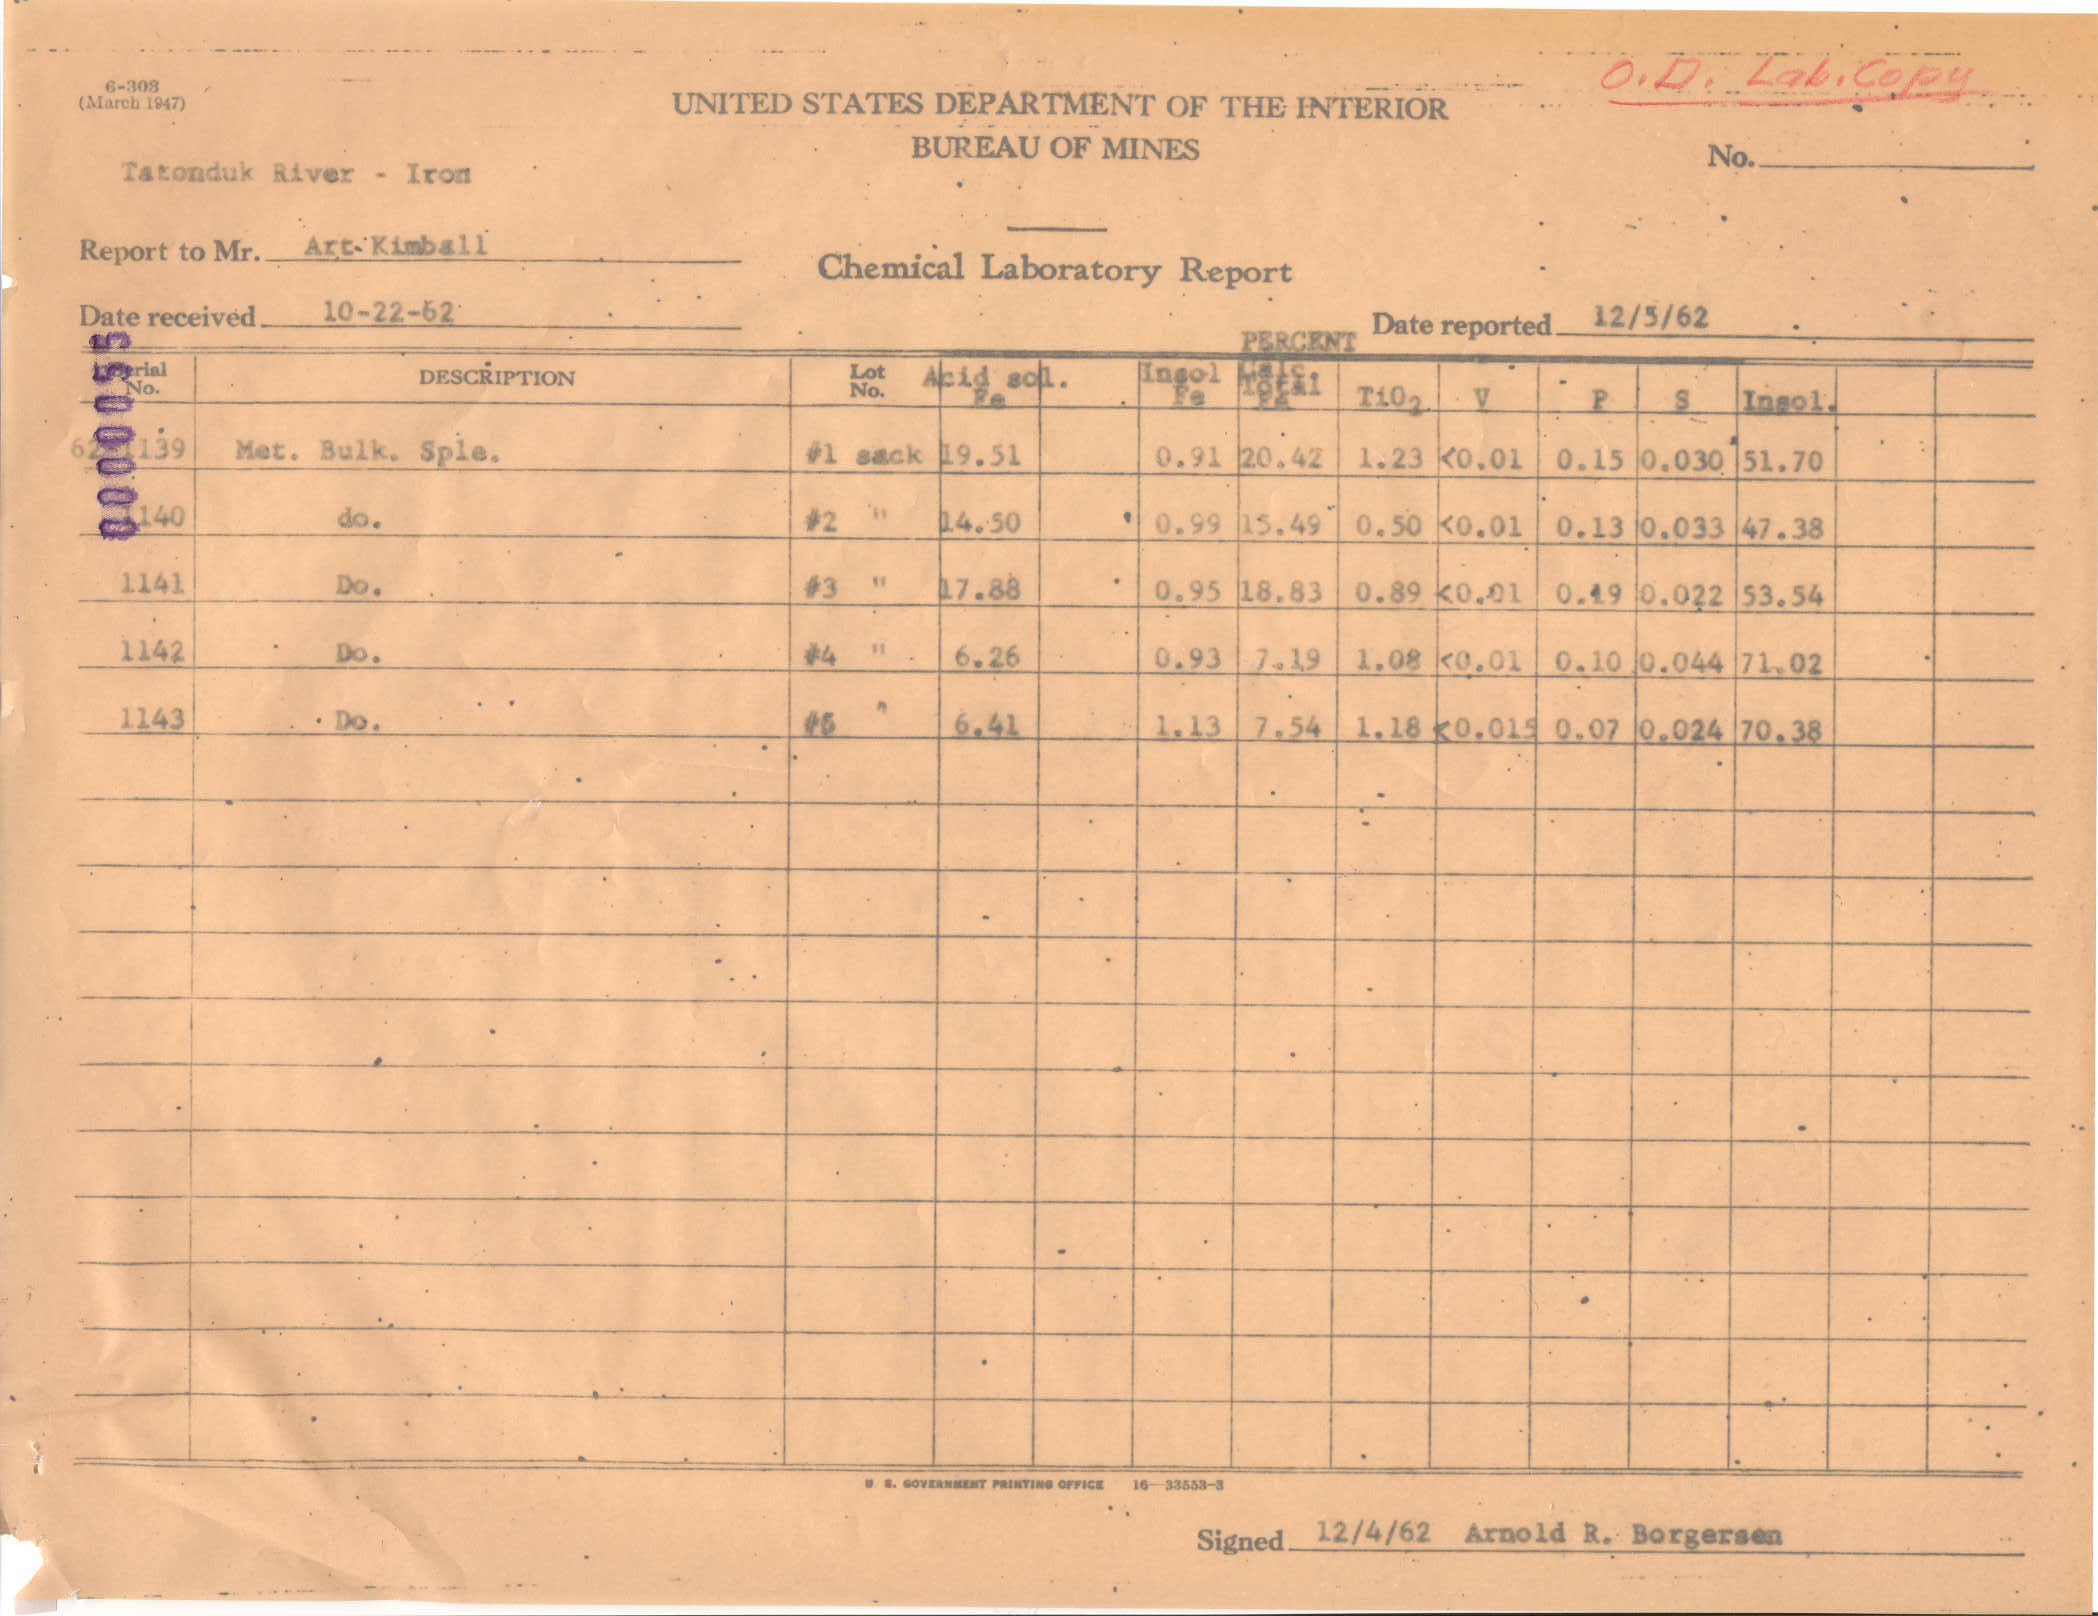 6-308
(March 1947)
O.D. Lab. Copy
UNITED STATES DEPARTMENT OF THE INTERIOR
BUREAU OF MINES
No.
Tatonduk River - Iron
Report to Mr. Art Kimball
Chemical Laboratory Report
Date received 10-22-62
Date reported 12/5/62
PERCENT
0000055
Serial No. DESCRIPTION Lot No. Acid sol. Fe Insol Fe Calc. Total Fe TiO2 V P S Insol.
62-1139 Met. Bulk. Sple. #1 sack 19.51 0.91 20.42 1.23 <0.01 0.15 0.030 51.70
1140 do. #2 " 14.50 0.99 15.49 0.50 <0.01 0.13 0.033 47.38
1141 Do. #3 " 17.88 0.95 18.83 0.89 <0.01 0.19 0.022 53.54
1142 Do. #4 " 6.26 0.93 7.19 1.08 <0.01 0.10 0.044 71.02
1143 Do. #5 " 6.41 1.13 7.54 1.18 <0.015 0.07 0.024 70.38
U. S. GOVERNMENT PRINTING OFFICE 16—33553-3
Signed 12/4/62 Arnold R. Borgersen